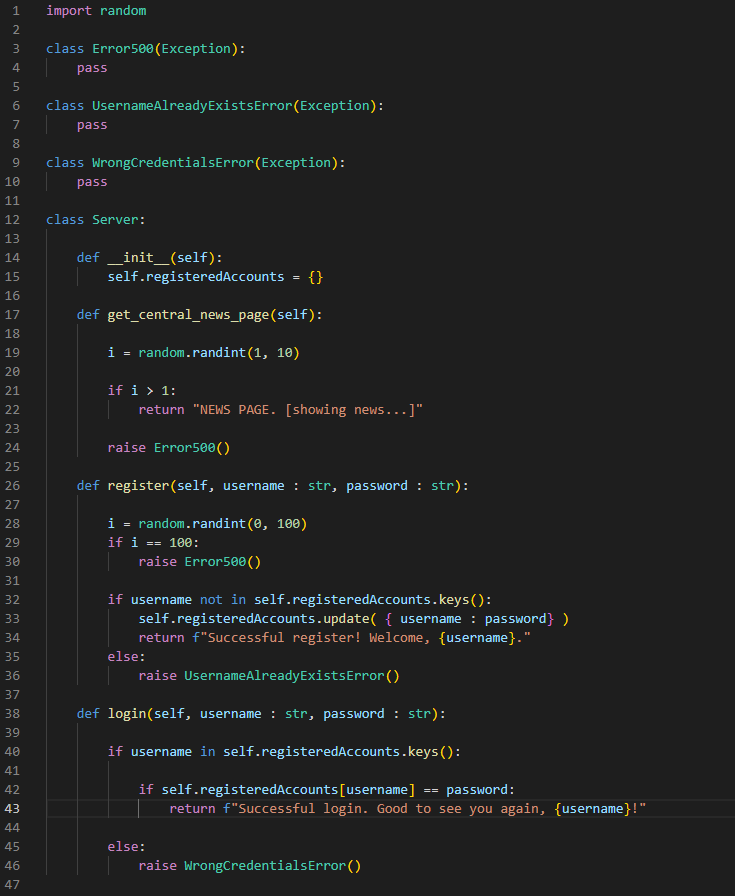 1 import random
2
3 class Error500(Exception):
4     pass
5
6 class UsernameAlreadyExistsError(Exception):
7     pass
8
9 class WrongCredentialsError(Exception):
10     pass
11
12 class Server:
13
14     def __init__(self):
15         self.registeredAccounts = {}
16
17     def get_central_news_page(self):
18
19         i = random.randint(1, 10)
20
21         if i > 1:
22             return "NEWS PAGE. [showing news...]"
23
24         raise Error500()
25
26     def register(self, username : str, password : str):
27
28         i = random.randint(0, 100)
29         if i == 100:
30             raise Error500()
31
32         if username not in self.registeredAccounts.keys():
33             self.registeredAccounts.update( { username : password} )
34             return f"Successful register! Welcome, {username}."
35         else:
36             raise UsernameAlreadyExistsError()
37
38     def login(self, username : str, password : str):
39
40         if username in self.registeredAccounts.keys():
41
42             if self.registeredAccounts[username] == password:
43                 return f"Successful login. Good to see you again, {username}!"
44
45         else:
46             raise WrongCredentialsError()
47